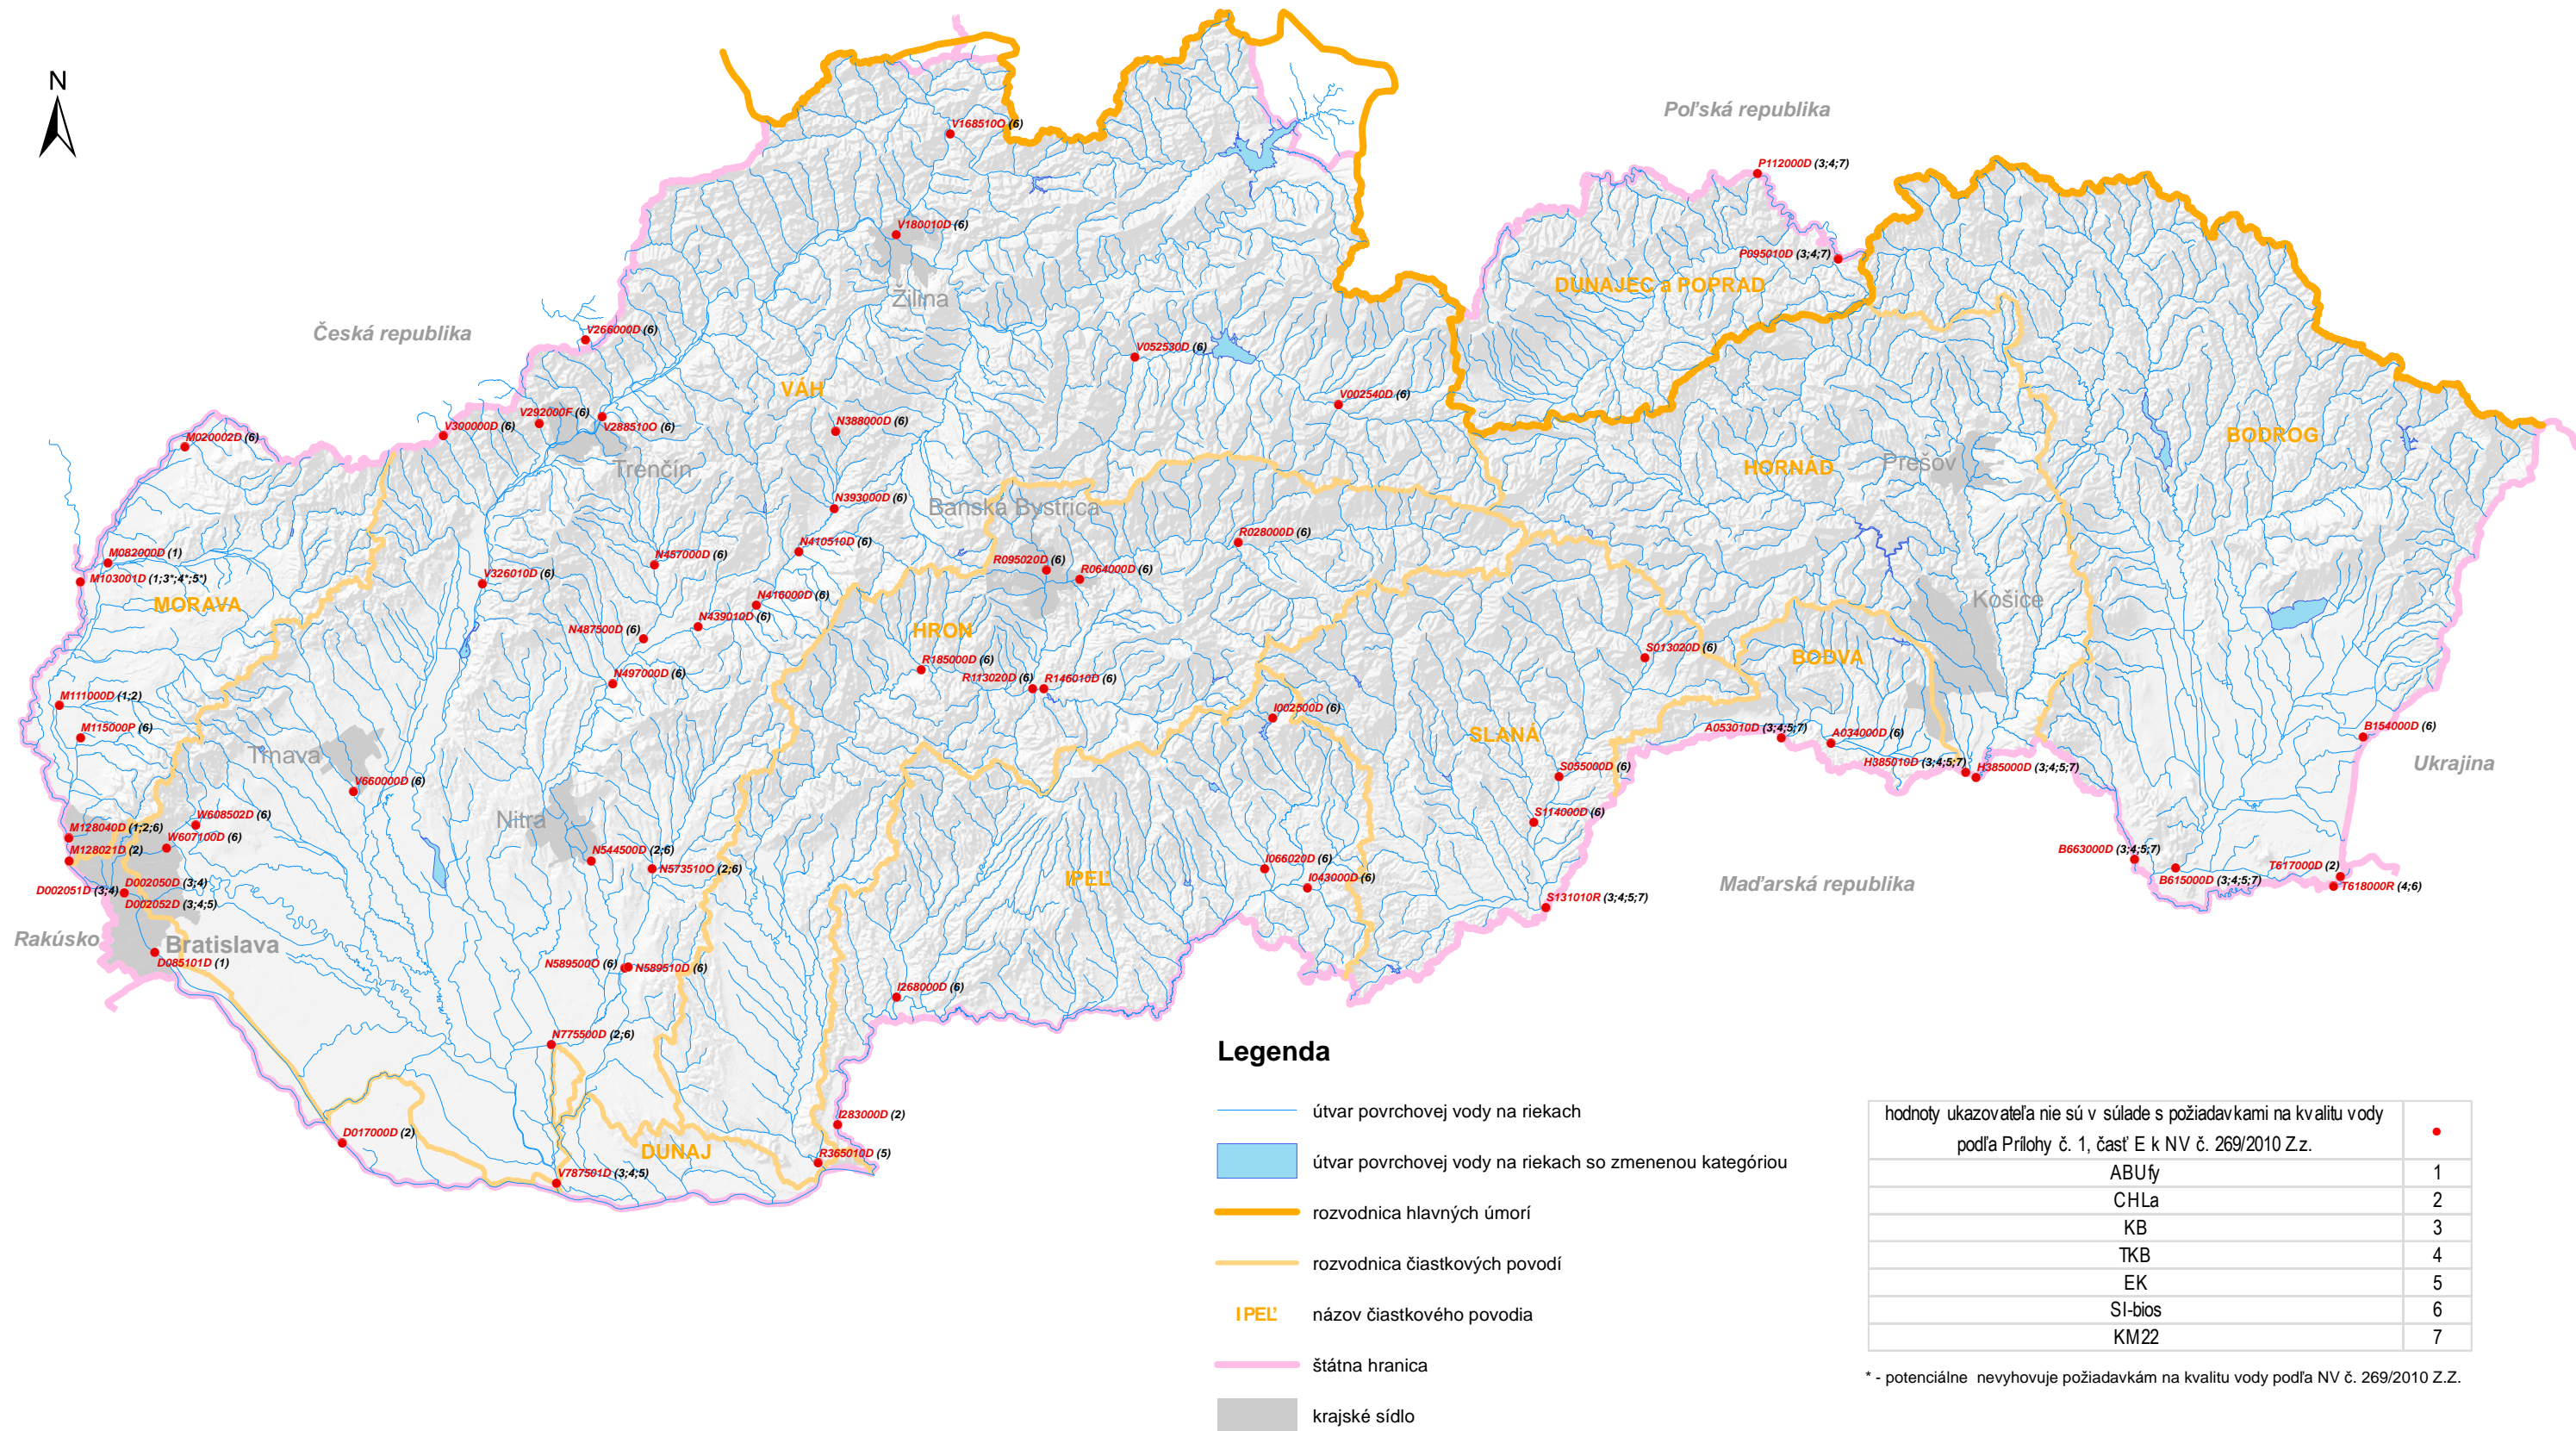 N
Poľská republika
V168510O (6)
P112000D (3;4;7)
V180010D (6)
P095010D (3;4;7)
DUNAJEC a POPRAD
Žilina
Česká republika
V266000D (6)
V052530D (6)
VÁH
V002540D (6)
V292000F (6)
V300000D (6)
V288510O (6)
N388000D (6)
M020002D (6)
BODROG
Trenčín
HORNÁD
Prešov
N393000D (6)
Banská Bystrica
R028000D (6)
N410510D (6)
M082000D (1)
N457000D (6)
R095020D (6)
R064000D (6)
M103001D (1;3*;4*;5*)
V326010D (6)
MORAVA
N416000D (6)
Košice
N439010D (6)
N487500D (6)
HRON
S013020D (6)
BODVA
R185000D (6)
N497000D (6)
R113020D (6)
R146010D (6)
M111000D (1;2)
I002500D (6)
M115000P (6)
SLANÁ
A053010D (3;4;5;7)
A034000D (6)
B154000D (6)
Trnava
H385010D (3;4;5;7)
H385000D (3;4;5;7)
Ukrajina
S055000D (6)
V660000D (6)
W608502D (6)
Nitra
S114000D (6)
M128040D (1;2;6)
W607100D (6)
M128021D (2)
N544500D (2;6)
N573510O (2;6)
I066020D (6)
B663000D (3;4;5;7)
T617000D (2)
IPEĽ
I043000D (6)
Maďarská republika
B615000D (3;4;5;7)
T618000R (4;6)
D002051D (3;4)
D002050D (3;4)
D002052D (3;4;5)
S131010R (3;4;5;7)
Rakúsko
Bratislava
D085101D (1)
N589500O (6)
N589510D (6)
I268000D (6)
N775500D (2;6)
I283000D (2)
D017000D (2)
DUNAJ
R365010D (5)
V787501D (3;4;5)
Legenda
útvar povrchovej vody na riekach
útvar povrchovej vody na riekach so zmenenou kategóriou
rozvodnica hlavných úmorí
rozvodnica čiastkových povodí
IPEĽ názov čiastkového povodia
štátna hranica
krajské sídlo
hodnoty ukazovateľa nie sú v súlade s požiadavkami na kvalitu vody
podľa Prílohy č. 1, časť E k NV č. 269/2010 Z.z.
ABUfy 1
CHLa 2
KB 3
TKB 4
EK 5
SI-bios 6
KM22 7
* - potenciálne nevyhovuje požiadavkám na kvalitu vody podľa NV č. 269/2010 Z.Z.